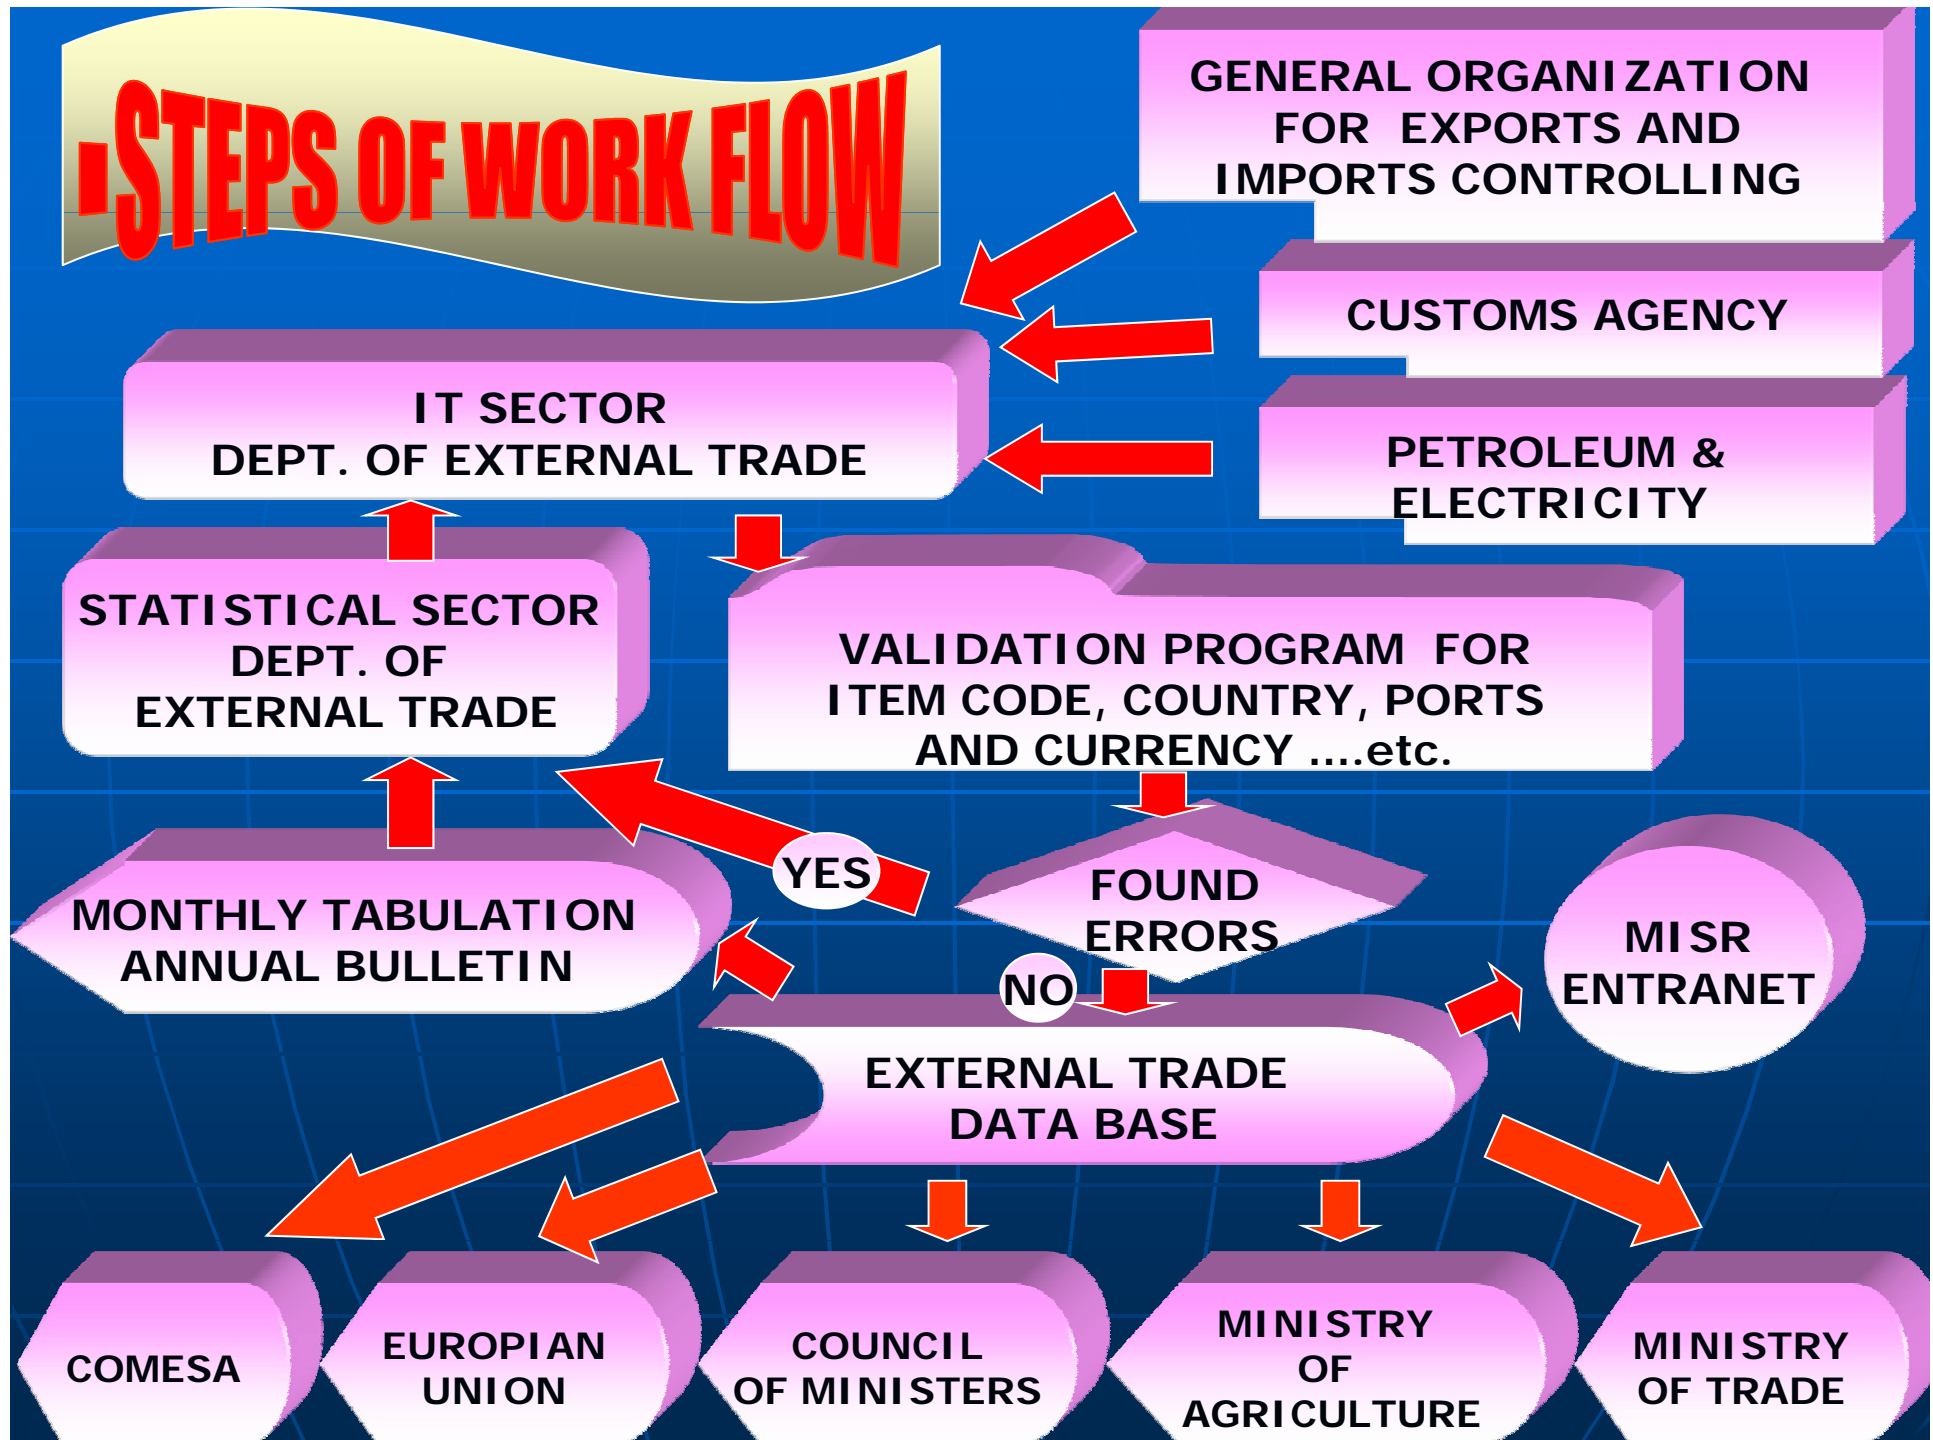 -STEPS OF WORK FLOW
GENERAL ORGANIZATION
FOR EXPORTS AND
IMPORTS CONTROLLING
CUSTOMS AGENCY
PETROLEUM &
ELECTRICITY
IT SECTOR
DEPT. OF EXTERNAL TRADE
STATISTICAL SECTOR
DEPT. OF
EXTERNAL TRADE
VALIDATION PROGRAM FOR
ITEM CODE, COUNTRY, PORTS
AND CURRENCY ....etc.
YES
FOUND
ERRORS
NO
MONTHLY TABULATION
ANNUAL BULLETIN
MISR
ENTRANET
EXTERNAL TRADE
DATA BASE
COMESA
EUROPIAN
UNION
COUNCIL
OF MINISTERS
MINISTRY
OF
AGRICULTURE
MINISTRY
OF TRADE